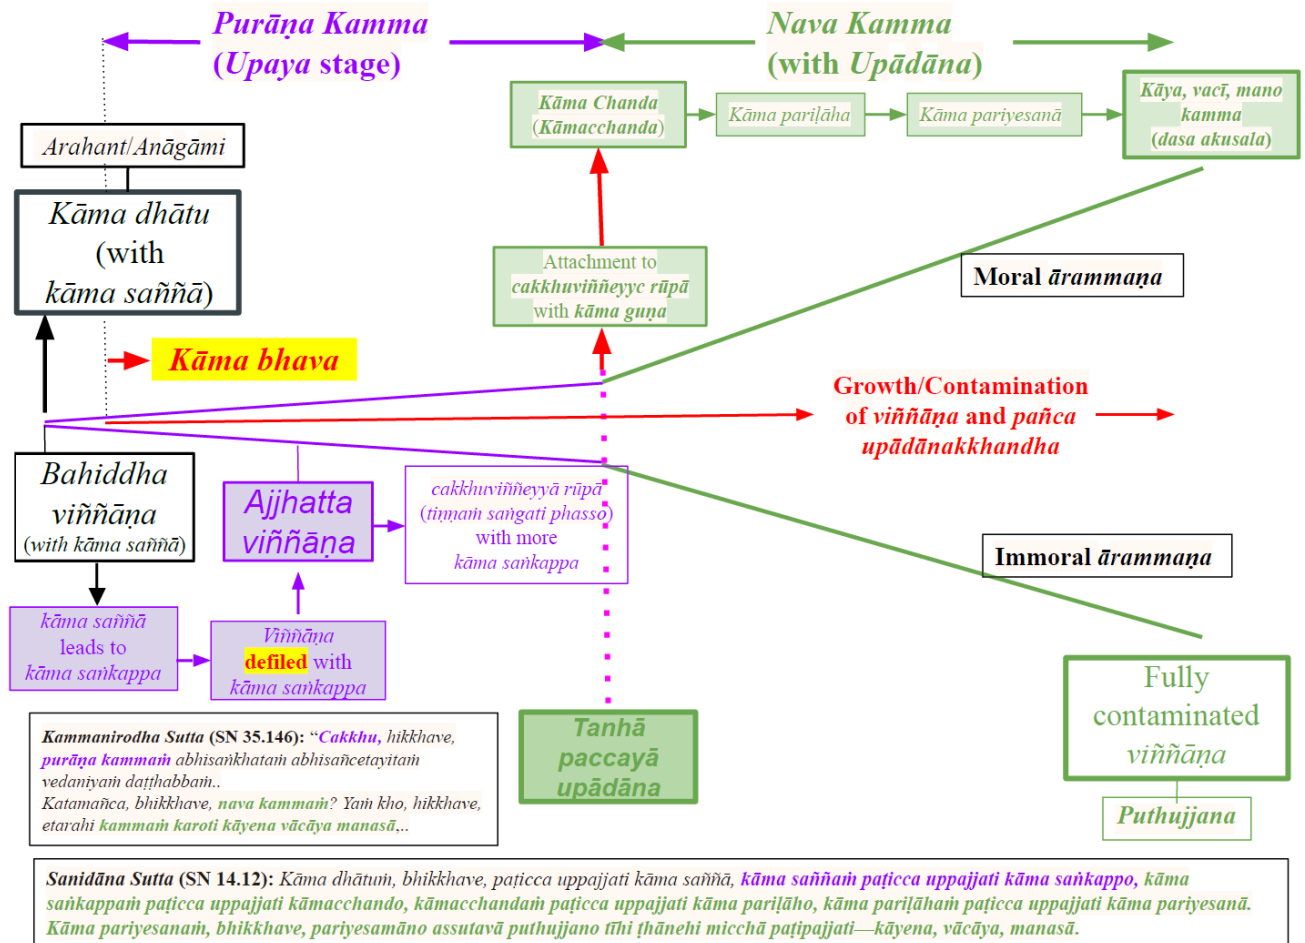 Purāṇa Kamma
(Upaya stage)
Nava Kamma
(with Upādāna)
Arahant/Anāgāmi
Kāma dhātu
(with
kāma saññā)
Kāma Chanda
(Kāmacchanda)
Kāma pariḷāha
Kāma pariyesanā
Kāya, vacī, mano
kamma
(dasa akusala)
Attachment to
cakkhuviññeyyc rūpā
with kāma guṇa
Moral ārammaṇa
Kāma bhava
Growth/Contamination
of viññāṇa and pañca
upādānakkhandha
Bahiddha
viññāṇa
(with kāma saññā)
Ajjhatta
viññāṇa
cakkhuviññeyyā rūpā
(tiṇṇaṁ saṅgati phasso)
with more
kāma saṅkappa
Immoral ārammaṇa
kāma saññā
leads to
kāma saṅkappa
Viññāṇa
defiled with
kāma saṅkappa
Tanhā
paccayā
upādāna
Fully
contaminated
viññāṇa
Puthujjana
Kammanirodha Sutta (SN 35.146): “Cakkhu, hikkhave,
purāṇa kammaṁ abhisaṅkhataṁ abhisañcetayitaṁ
vedaniyaṁ daṭṭhabbaṁ..
Katamañca, bhikkhave, nava kammaṁ? Yaṁ kho, hikkhave,
etarahi kammaṁ karoti kāyena vācāya manasā,..
Sanidāna Sutta (SN 14.12): Kāma dhātuṁ, bhikkhave, paṭicca uppajjati kāma saññā, kāma saññaṁ paṭicca uppajjati kāma saṅkappo, kāma
saṅkappaṁ paṭicca uppajjati kāmacchando, kāmacchandaṁ paṭicca uppajjati kāma pariḷāho, kāma pariḷāhaṁ paṭicca uppajjati kāma pariyesanā.
Kāma pariyesanaṁ, bhikkhave, pariyesamāno assutavā puthujjano tīhi ṭhānehi micchā paṭipajjati—kāyena, vācāya, manasā.